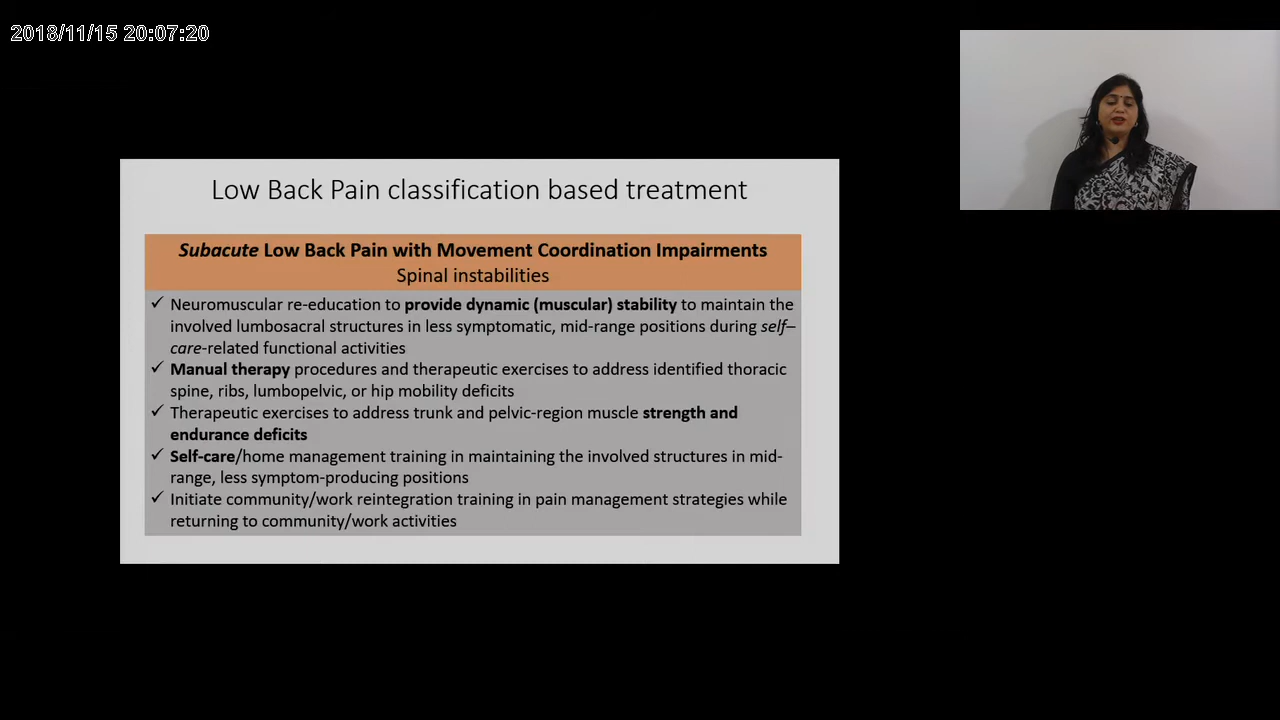 2018/11/15 20:07:20
Low Back Pain classification based treatment
Subacute Low Back Pain with Movement Coordination Impairments
Spinal instabilities
✓ Neuromuscular re-education to provide dynamic (muscular) stability to maintain the
involved lumbosacral structures in less symptomatic, mid-range positions during self–
care-related functional activities
✓ Manual therapy procedures and therapeutic exercises to address identified thoracic
spine, ribs, lumbopelvic, or hip mobility deficits
✓ Therapeutic exercises to address trunk and pelvic-region muscle strength and
endurance deficits
✓ Self-care/home management training in maintaining the involved structures in mid-
range, less symptom-producing positions
✓ Initiate community/work reintegration training in pain management strategies while
returning to community/work activities